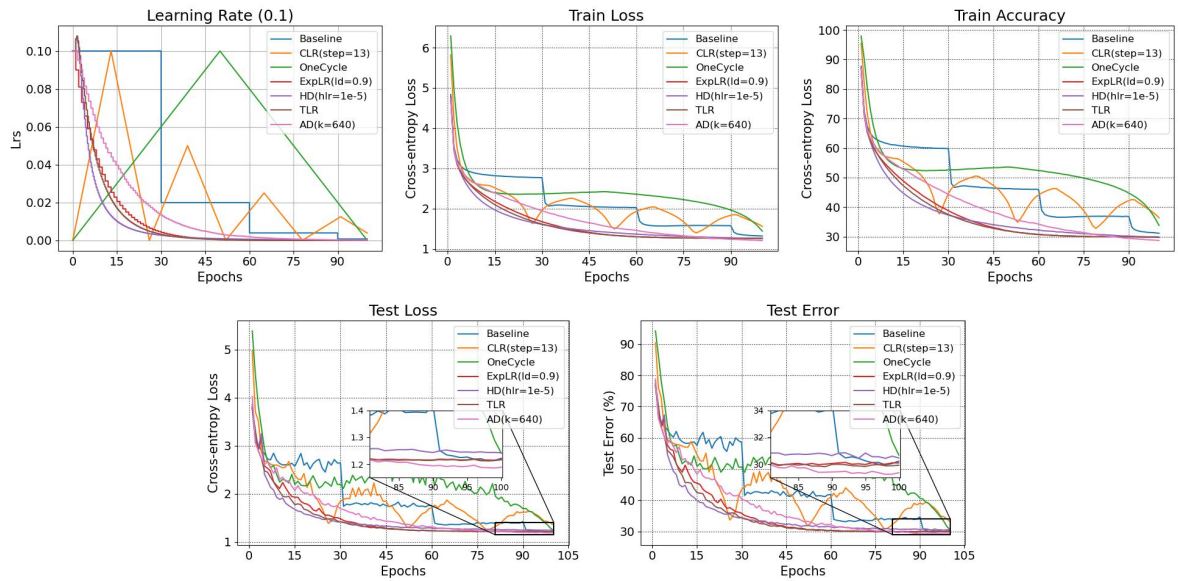 Learning Rate (0.1)
Lrs
0.10
0.08
0.06
0.04
0.02
0.00
0 15 30 45 60 75 90
Epochs
Baseline
CLR(step=13)
OneCycle
ExpLR(ld=0.9)
HD(hlr=1e-5)
TLR
AD(k=640)
Train Loss
Cross-entropy Loss
6
5
4
3
2
1
0 15 30 45 60 75 90
Epochs
Baseline
CLR(step=13)
OneCycle
ExpLR(ld=0.9)
HD(hlr=1e-5)
TLR
AD(k=640)
Train Accuracy
Cross-entropy Loss
100
90
80
70
60
50
40
30
0 15 30 45 60 75 90
Epochs
Baseline
CLR(step=13)
OneCycle
ExpLR(ld=0.9)
HD(hlr=1e-5)
TLR
AD(k=640)
Test Loss
Cross-entropy Loss
5
4
3
2
1
0 15 30 45 60 75 90 105
Epochs
Baseline
CLR(step=13)
OneCycle
ExpLR(ld=0.9)
HD(hlr=1e-5)
TLR
AD(k=640)
1.4
1.3
1.2
85 90 95 100
Test Error
Test Error (%)
90
80
70
60
50
40
30
0 15 30 45 60 75 90 105
Epochs
Baseline
CLR(step=13)
OneCycle
ExpLR(ld=0.9)
HD(hlr=1e-5)
TLR
AD(k=640)
34
32
30
85 90 95 100